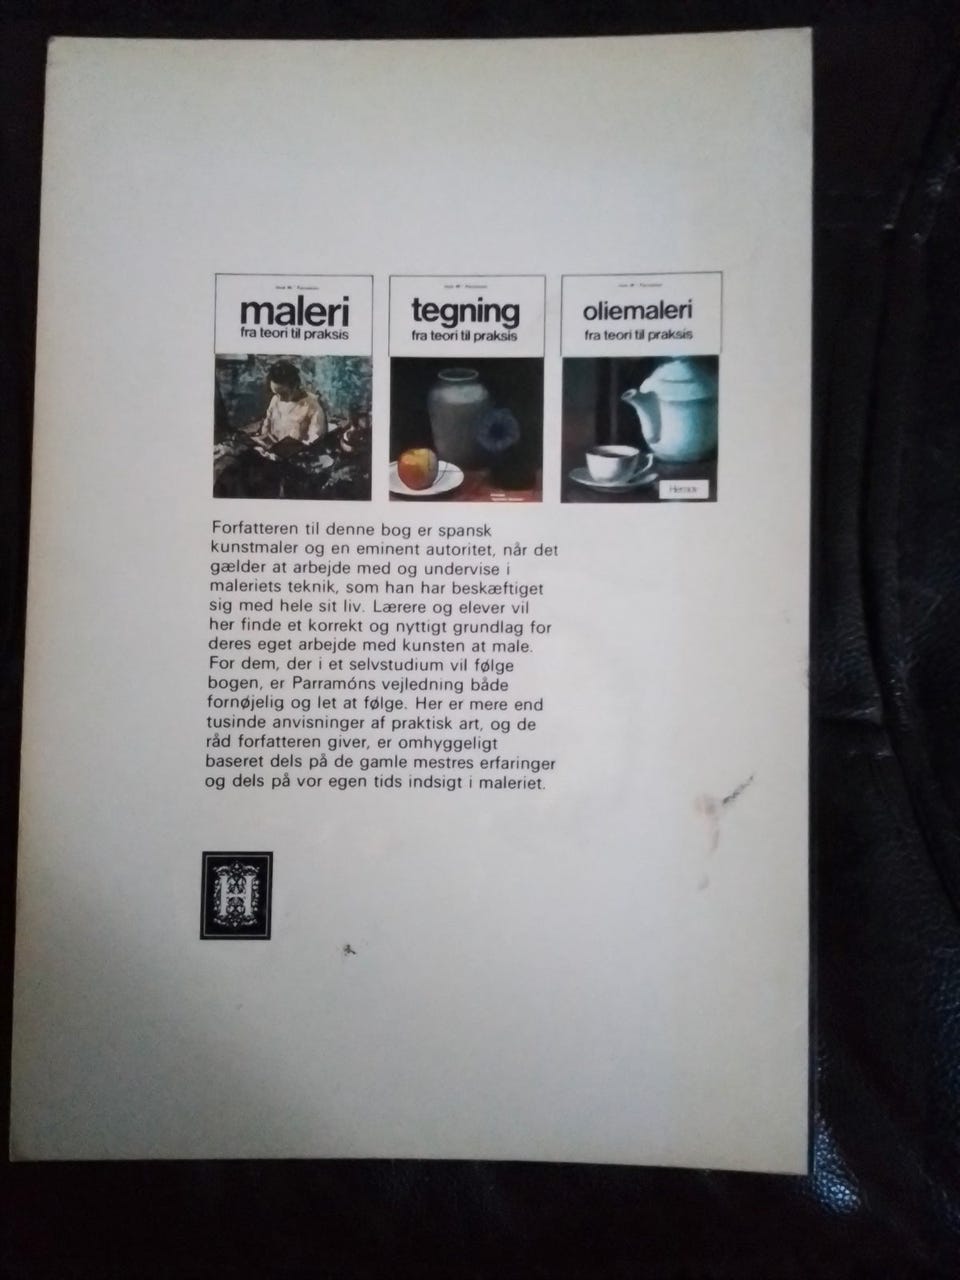 maleri
fra teori til praksis
tegning
fra teori til praksis
oliemaleri
fra teori til praksis
Hernov
Forfatteren til denne bog er spansk
kunstmaler og en eminent autoritet, når det
gælder at arbejde med og undervise i
maleriets teknik, som han har beskæftiget
sig med hele sit liv. Lærere og elever vil
her finde et korrekt og nyttigt grundlag for
deres eget arbejde med kunsten at male.
For dem, der i et selvstudium vil følge
bogen, er Parramóns vejledning både
fornøjelig og let at følge. Her er mere end
tusinde anvisninger af praktisk art, og de
råd forfatteren giver, er omhyggeligt
baseret dels på de gamle mestres erfaringer
og dels på vor egen tids indsigt i maleriet.
H